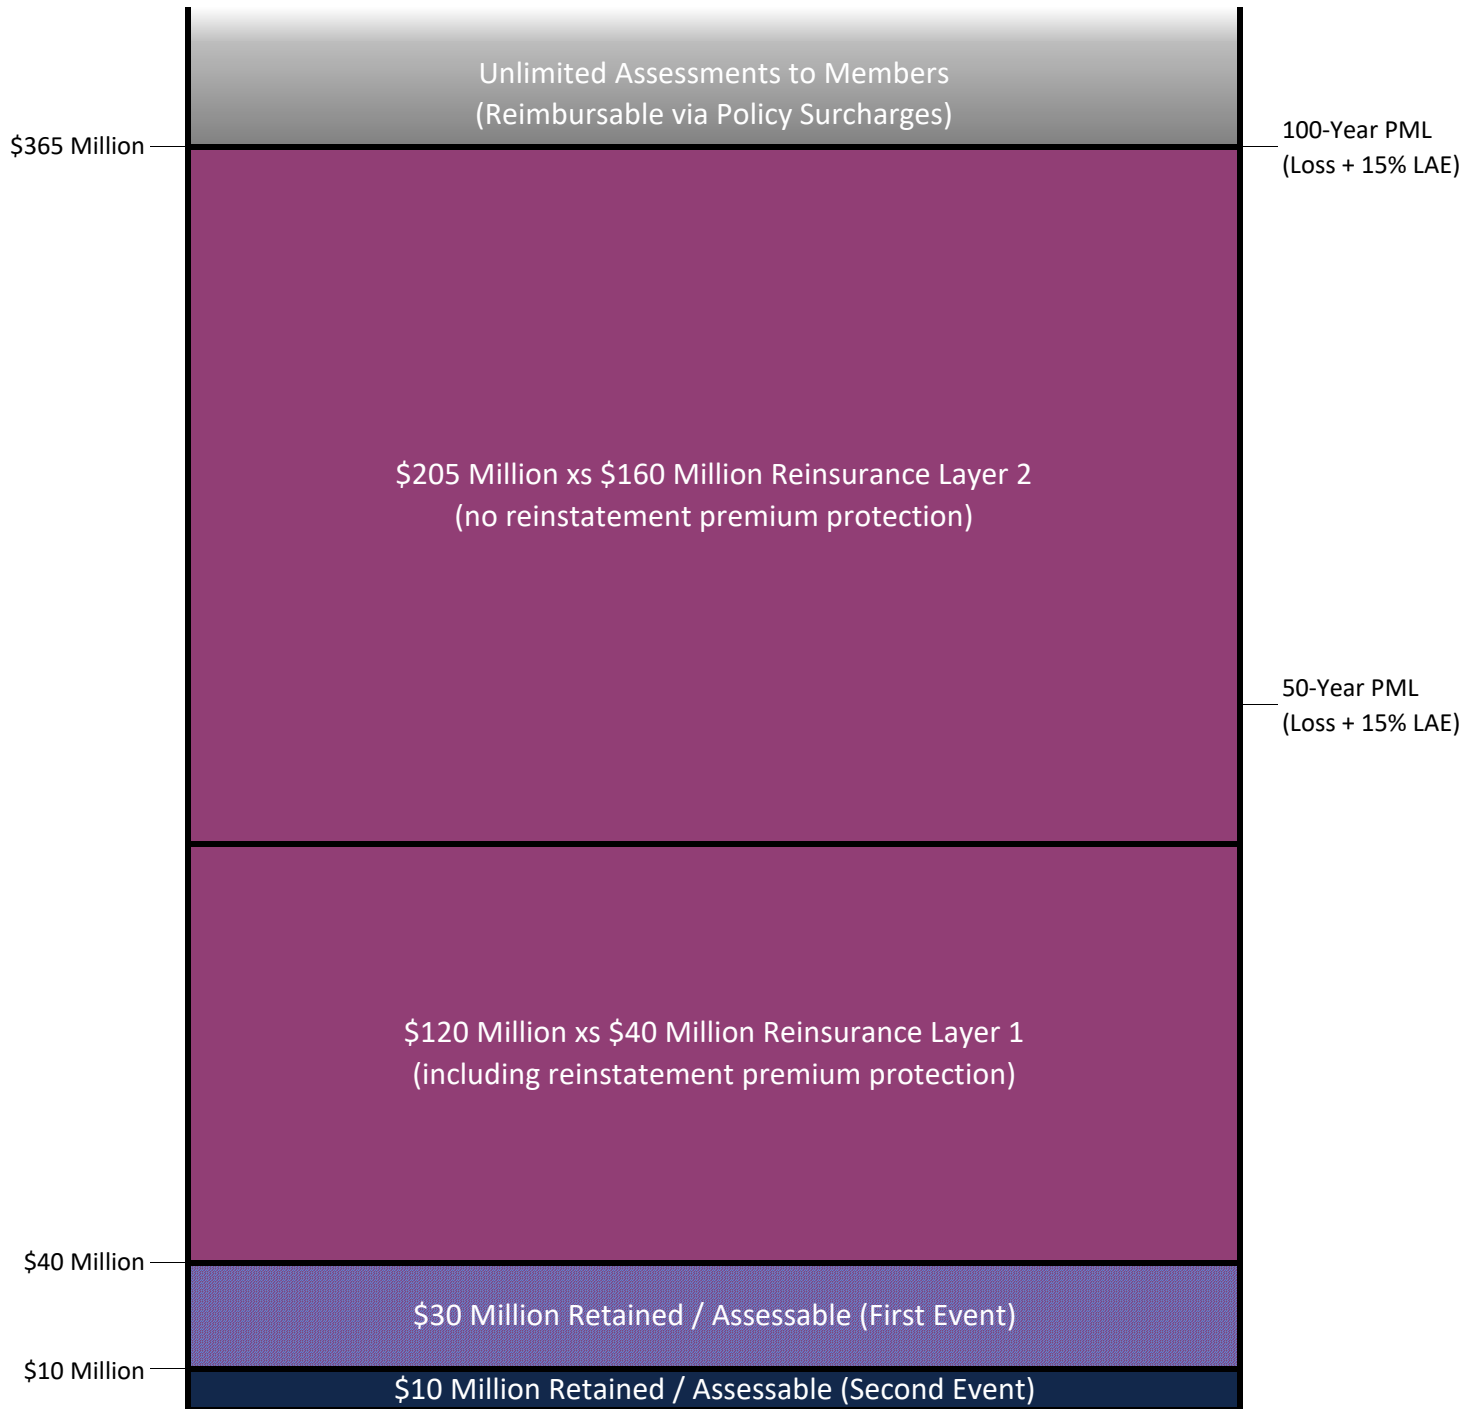 Unlimited Assessments to Members
(Reimbursable via Policy Surcharges)
$365 Million
100-Year PML
(Loss + 15% LAE)
$205 Million xs $160 Million Reinsurance Layer 2
(no reinstatement premium protection)
50-Year PML
(Loss + 15% LAE)
$120 Million xs $40 Million Reinsurance Layer 1
(including reinstatement premium protection)
$40 Million
$30 Million Retained / Assessable (First Event)
$10 Million
$10 Million Retained / Assessable (Second Event)